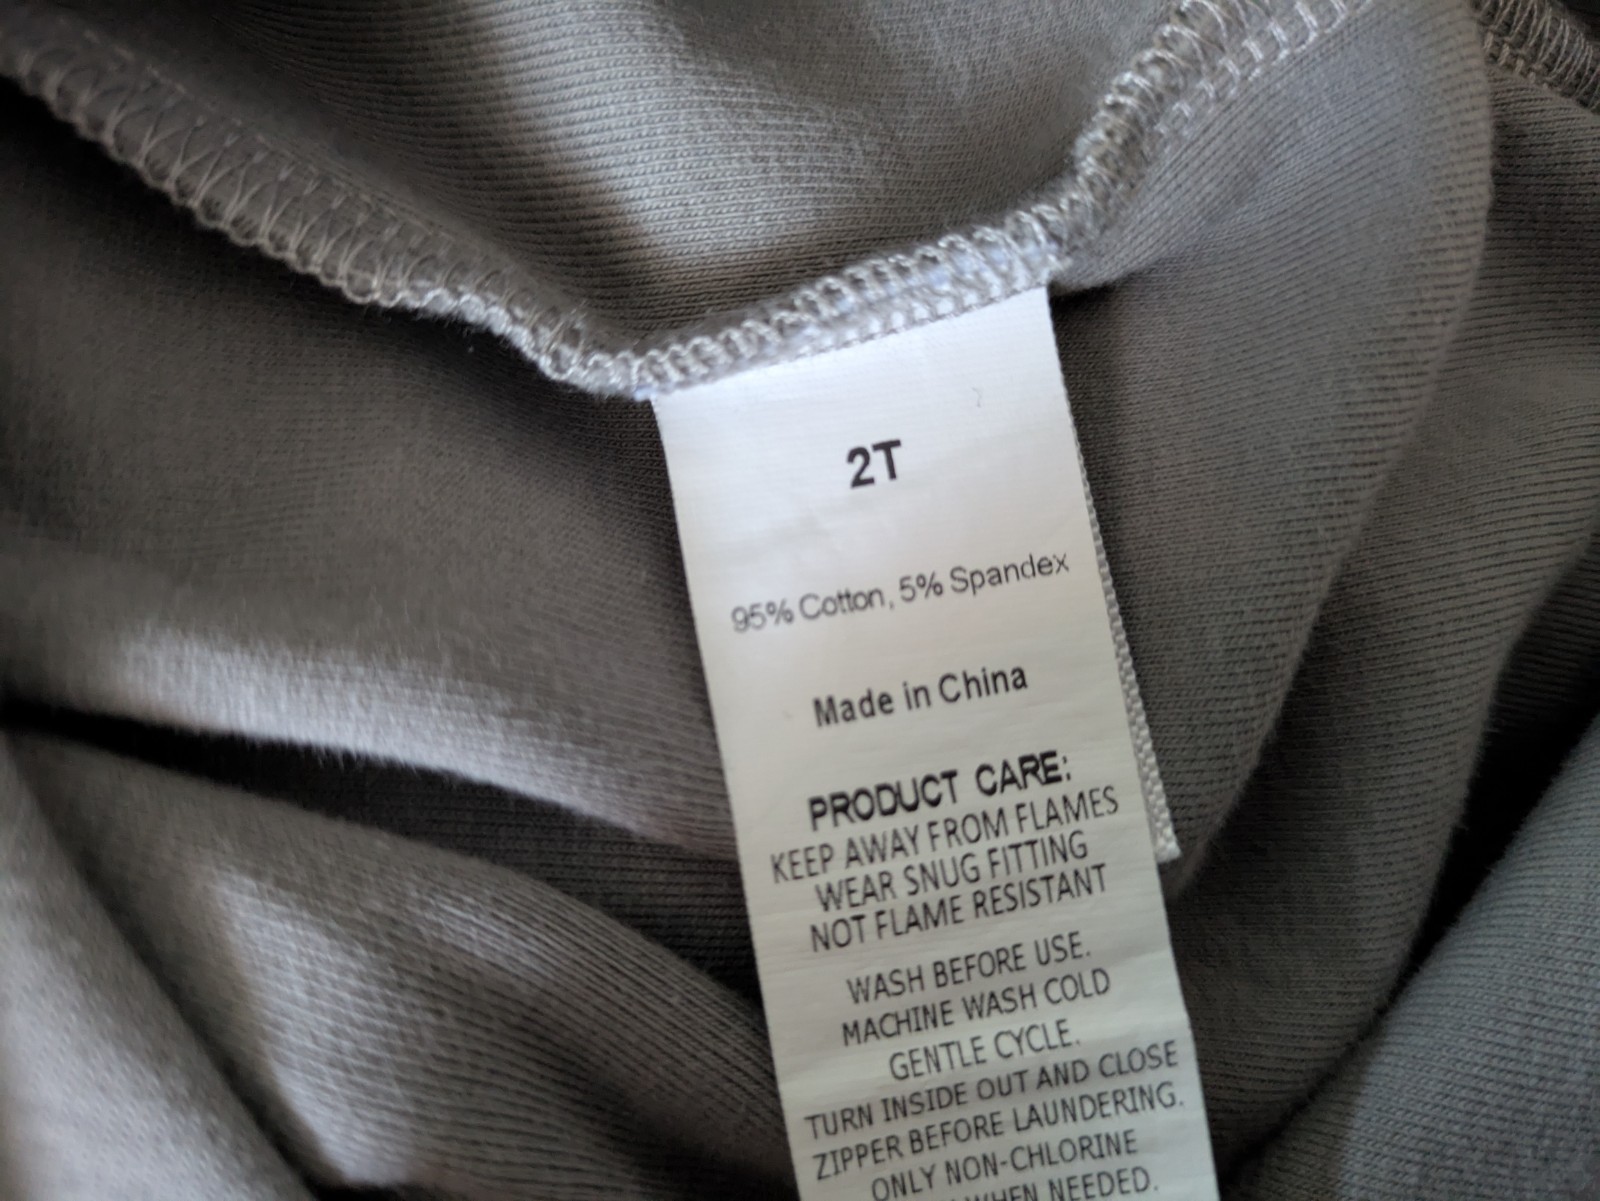 2T
95% Cotton, 5% Spandex
Made in China
PRODUCT CARE:
KEEP AWAY FROM FLAMES
WEAR SNUG FITTING
NOT FLAME RESISTANT
WASH BEFORE USE.
MACHINE WASH COLD
GENTLE CYCLE.
TURN INSIDE OUT AND CLOSE
ZIPPER BEFORE LAUNDERING.
ONLY NON-CHLORINE
WHEN NEEDED.